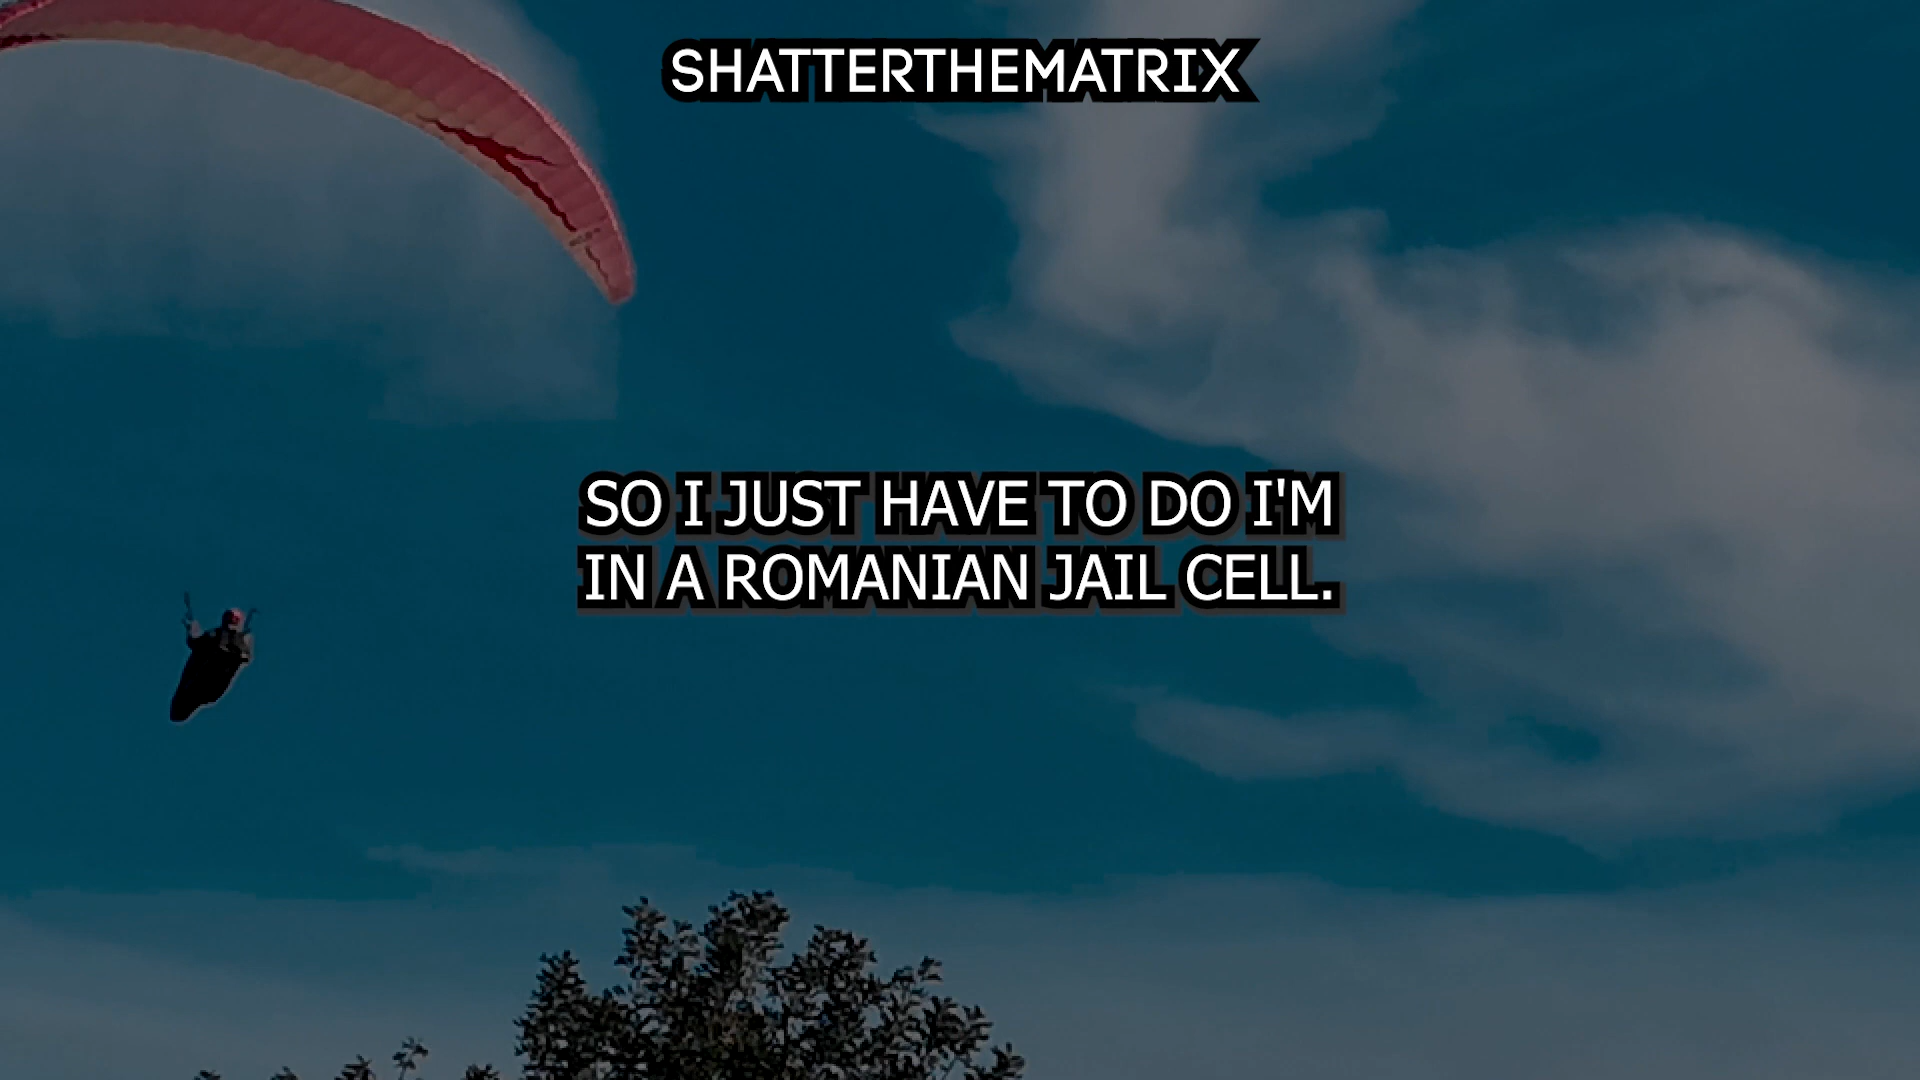 SHATTERTHEMATRIX
SO I JUST HAVE TO DO I'M
IN A ROMANIAN JAIL CELL.